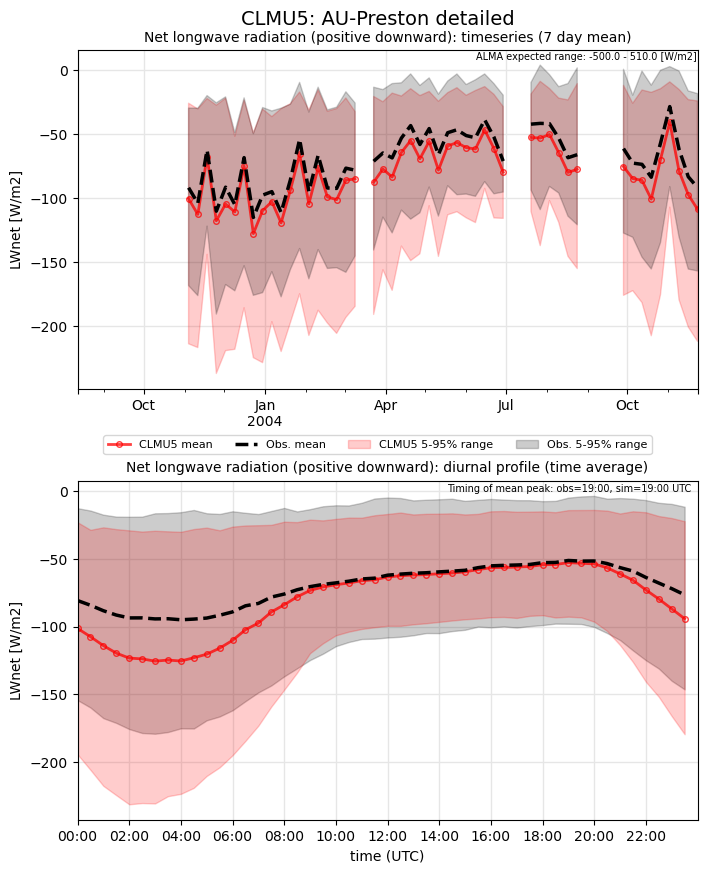 CLMU5: AU-Preston detailed
Net longwave radiation (positive downward): timeseries (7 day mean)
ALMA expected range: -500.0 - 510.0 [W/m2]
0
−50
−100
−150
−200
LWnet [W/m2]
Oct Jan Apr Jul Oct
2004
CLMU5 mean Obs. mean CLMU5 5-95% range Obs. 5-95% range
Net longwave radiation (positive downward): diurnal profile (time average)
Timing of mean peak: obs=19:00, sim=19:00 UTC
0
−50
−100
−150
−200
LWnet [W/m2]
00:00 02:00 04:00 06:00 08:00 10:00 12:00 14:00 16:00 18:00 20:00 22:00
time (UTC)